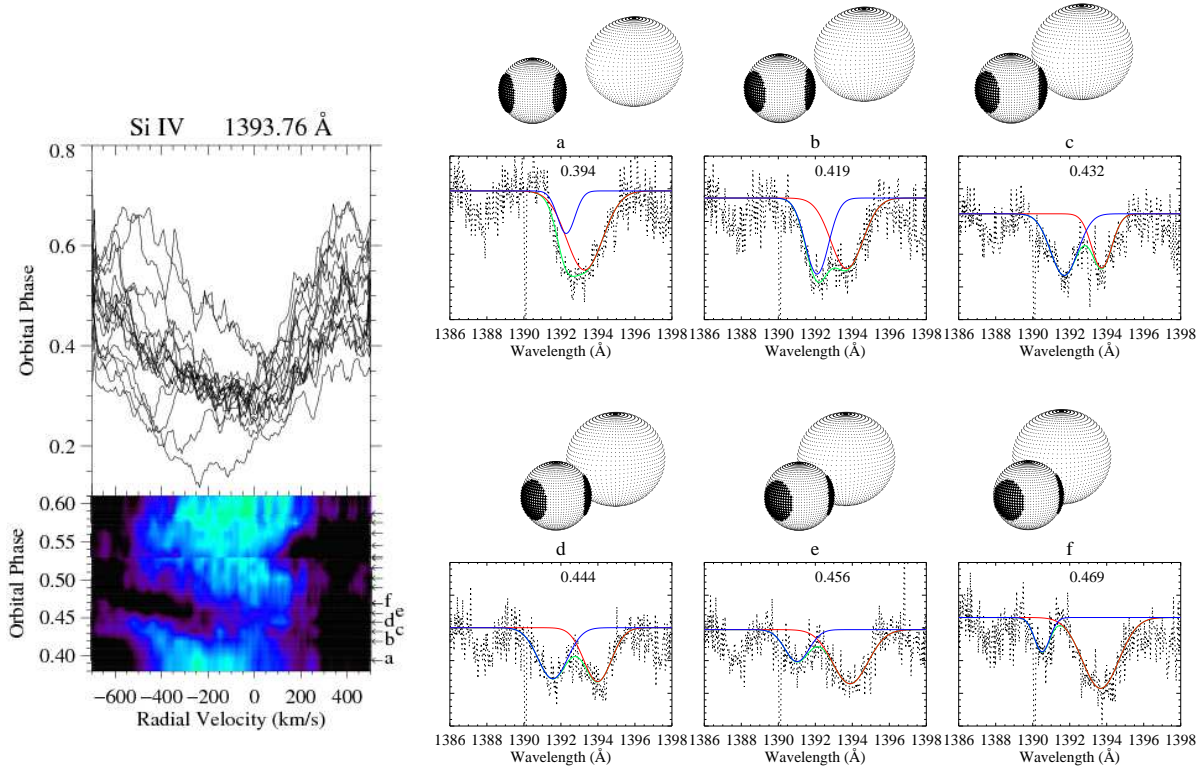 Si IV 1393.76 Å
0.8
0.6
0.4
0.2
Orbital Phase
0.60
0.55
0.50
0.45
0.40
Orbital Phase
f
e
d
c
b
a
−600 −400 −200 0 200 400
Radial Velocity (km/s)
a
b
c
0.394
0.419
0.432
1386 1388 1390 1392 1394 1396 1398
Wavelength (Å)
1386 1388 1390 1392 1394 1396 1398
Wavelength (Å)
1386 1388 1390 1392 1394 1396 1398
Wavelength (Å)
d
e
f
0.444
0.456
0.469
1386 1388 1390 1392 1394 1396 1398
Wavelength (Å)
1386 1388 1390 1392 1394 1396 1398
Wavelength (Å)
1386 1388 1390 1392 1394 1396 1398
Wavelength (Å)